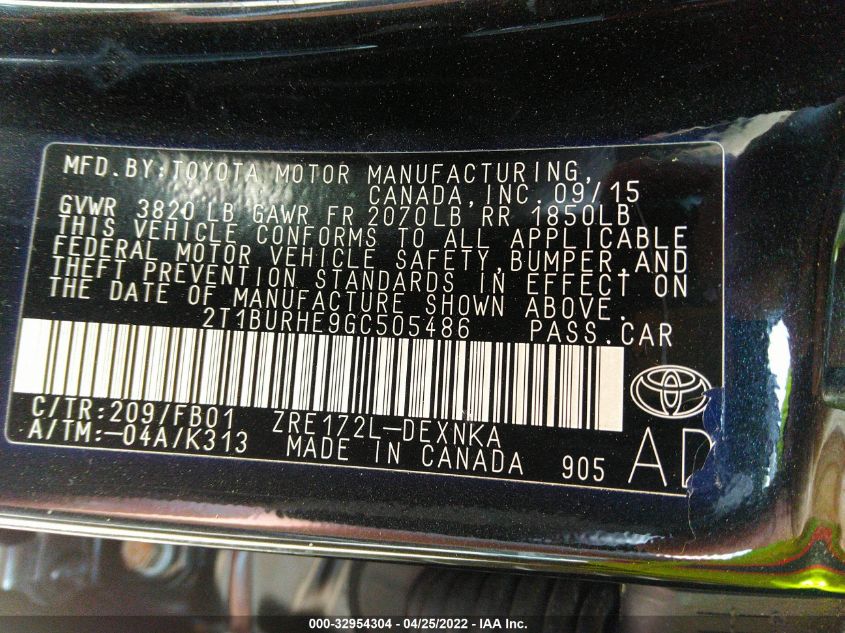 MFD.BY:TOYOTA MOTOR MANUFACTURING,
CANADA,INC.09/15
GVWR 3820LB GAWR FR 2070LB RR 1850LB
THIS VEHICLE CONFORMS TO ALL APPLICABLE
FEDERAL MOTOR VEHICLE SAFETY,BUMPER,AND
THEFT PREVENTION STANDARDS IN EFFECT ON
THE DATE OF MANUFACTURE SHOWN ABOVE.
2T1BURHE9GC505486 PASS.CAR
C/TR:209/FB01 ZRE172L-DEXNKA
A/TM:-04A/K313 MADE IN CANADA 905 AD
000-32954304 - 04/25/2022 - IAA Inc.